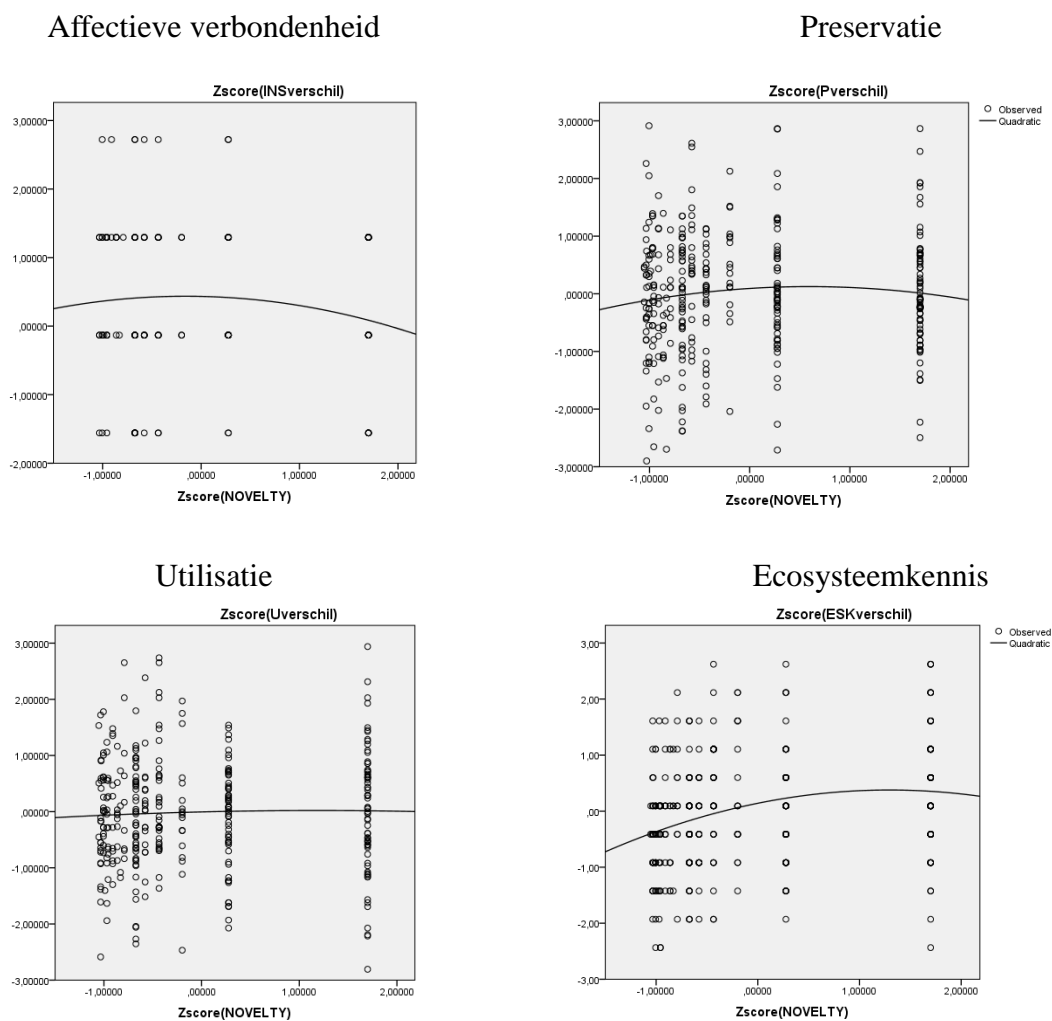 Affectieve verbondenheid
Zscore(INSverschil)
3,00000
2,00000
1,00000
,00000
-1,00000
-2,00000
-1,00000 ,00000 1,00000 2,00000
Zscore(NOVELTY)
Preservatie
Zscore(Pverschil)
Observed
Quadratic
3,00000
2,00000
1,00000
,00000
-1,00000
-2,00000
-3,00000
-1,00000 ,00000 1,00000 2,00000
Zscore(NOVELTY)
Utilisatie
Zscore(Uverschil)
3,00000
2,00000
1,00000
,00000
-1,00000
-2,00000
-3,00000
-1,00000 ,00000 1,00000 2,00000
Zscore(NOVELTY)
Ecosysteemkennis
Zscore(ESKverschil)
Observed
Quadratic
3,00
2,00
1,00
,00
-1,00
-2,00
-3,00
-1,00000 ,00000 1,00000 2,00000
Zscore(NOVELTY)